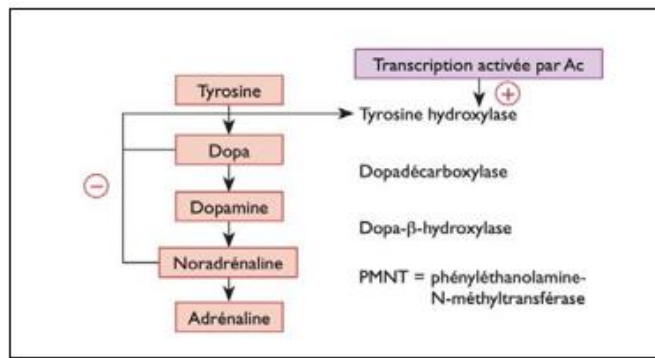 Transcription activée par Ac
+
Tyrosine
Tyrosine hydroxylase
Dopa
Dopadécarboxylase
−
Dopamine
Dopa-β-hydroxylase
Noradrénaline
PMNT = phényléthanolamine-
N-méthyltransférase
Adrénaline